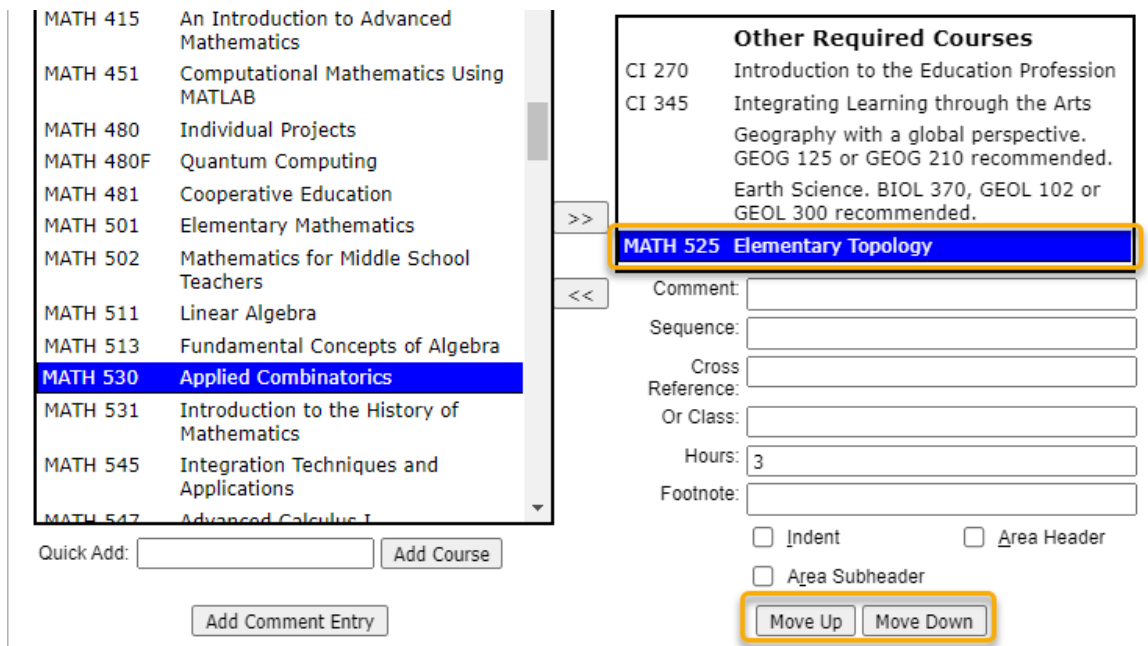 MATH 415 An Introduction to Advanced
Mathematics
MATH 451 Computational Mathematics Using
MATLAB
MATH 480 Individual Projects
MATH 480F Quantum Computing
MATH 481 Cooperative Education
MATH 501 Elementary Mathematics
MATH 502 Mathematics for Middle School
Teachers
MATH 511 Linear Algebra
MATH 513 Fundamental Concepts of Algebra
MATH 530 Applied Combinatorics
MATH 531 Introduction to the History of
Mathematics
MATH 545 Integration Techniques and
Applications
MATH 547 Advanced Calculus I
Quick Add:
Add Course
Add Comment Entry
>>
<<
Other Required Courses
CI 270 Introduction to the Education Profession
CI 345 Integrating Learning through the Arts
Geography with a global perspective.
GEOG 125 or GEOG 210 recommended.
Earth Science. BIOL 370, GEOL 102 or
GEOL 300 recommended.
MATH 525 Elementary Topology
Comment:
Sequence:
Cross
Reference:
Or Class:
Hours: 3
Footnote:
Indent Area Header
Area Subheader
Move Up Move Down